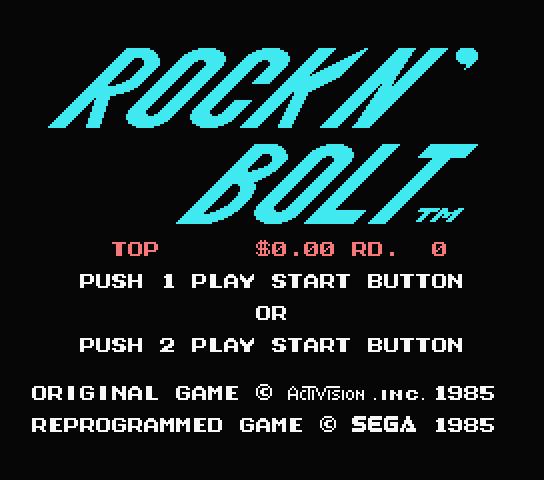 ROCK N'
BOLT™
TOP $0.00 RD. 0
PUSH 1 PLAY START BUTTON
OR
PUSH 2 PLAY START BUTTON
ORIGINAL GAME © ACTIVISION .INC. 1985
REPROGRAMMED GAME © SEGA 1985